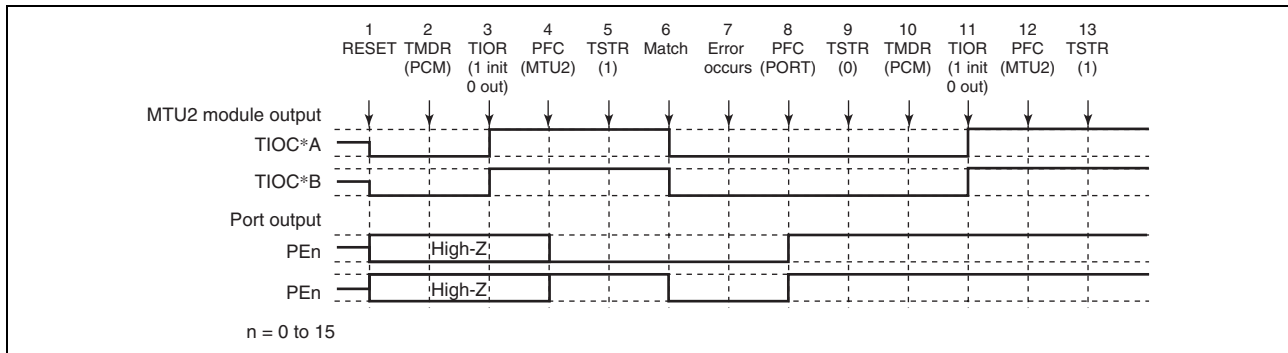 1 2 3 4 5 6 7 8 9 10 11 12 13
RESET TMDR TIOR PFC TSTR Match Error PFC TSTR TMDR TIOR PFC TSTR
(PCM) (1 init (MTU2) (1) occurs (PORT) (0) (PCM) (1 init (MTU2) (1)
0 out) 0 out)
MTU2 module output
TIOC*A
TIOC*B
Port output
PEn High-Z
PEn High-Z
n = 0 to 15